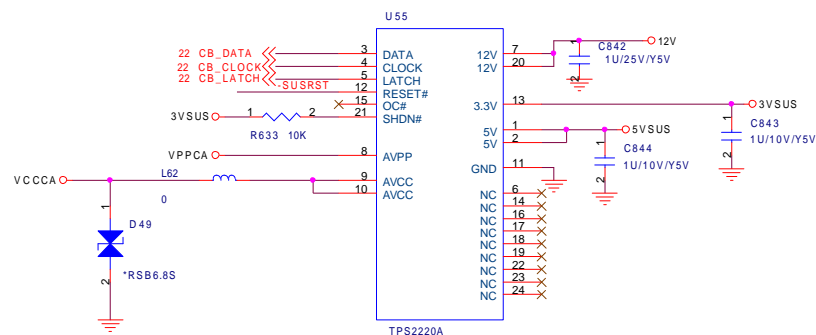 U55
22 CB_DATA 3 DATA 12V 7 C842 12V
22 CB_CLOCK 4 CLOCK 12V 20 1 2 1U/25V/Y5V
22 CB_LATCH 5 LATCH
-SUSRST 12 RESET#
15 OC# 3.3V 13 3VSUS
3VSUS 1 2 21 SHDN#
R633 10K
5V 1 5VSUS 1 2 C843
5V 2 1U/10V/Y5V
1 2 C844
1U/10V/Y5V
VPPCA 8 AVPP
GND 11
VCCCA L62 9 AVCC
0 10 AVCC
NC 6
NC 14
NC 16
NC 17
NC 18
NC 19
NC 22
NC 23
NC 24
1 D49
2 *RSB6.8S
TPS2220A